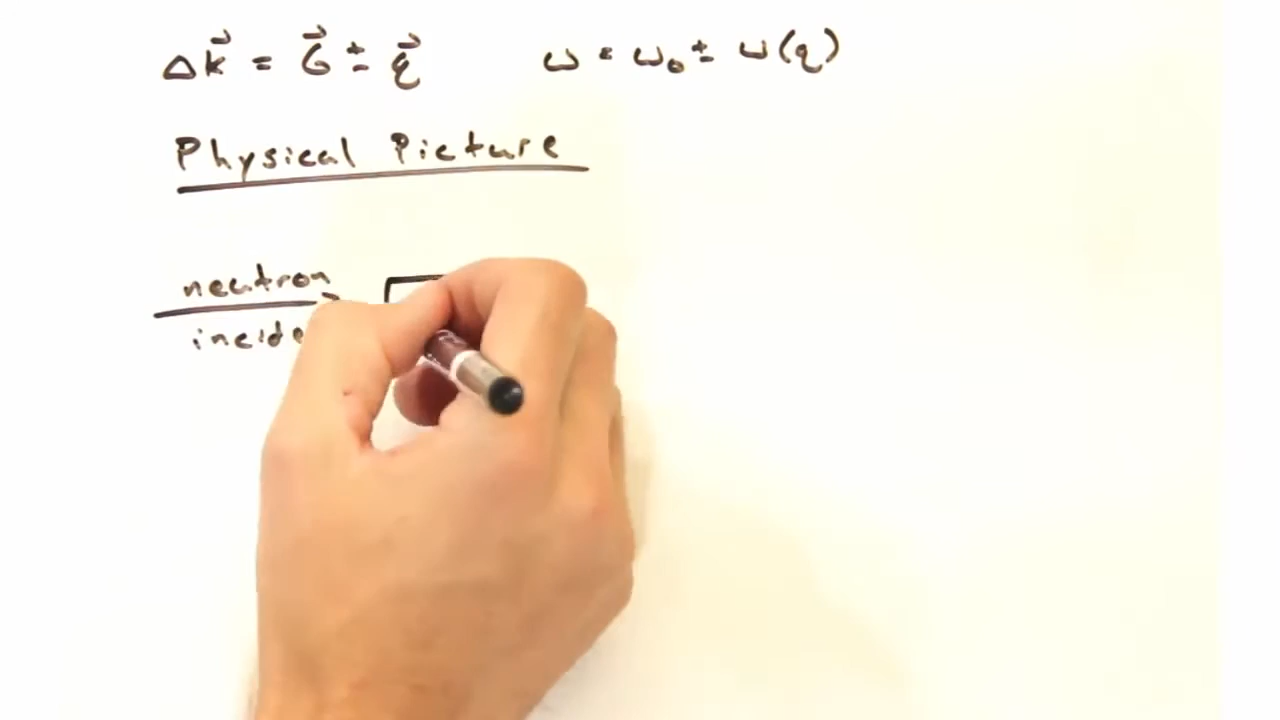 Δk⃗ = G⃗ ± q⃗ ω = ω₀ ± ω(q)
Physical Picture
neutron